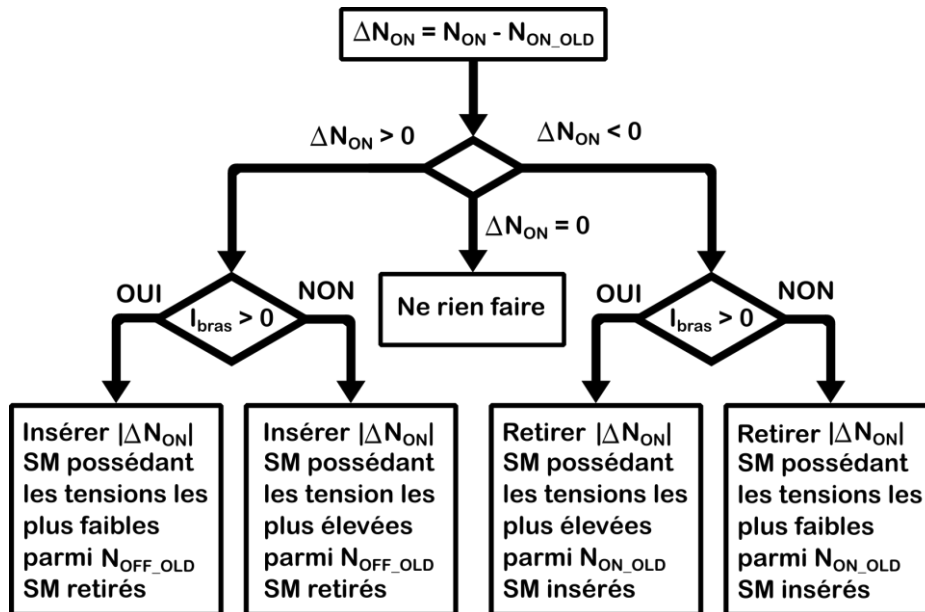 ΔN_ON = N_ON - N_ON_OLD
ΔN_ON > 0
ΔN_ON < 0
ΔN_ON = 0
OUI
I_bras > 0
NON
Ne rien faire
OUI
I_bras > 0
NON
Insérer |ΔN_ON|
SM possédant
les tensions les
plus faibles
parmi N_OFF_OLD
SM retirés
Insérer |ΔN_ON|
SM possédant
les tension les
plus élevées
parmi N_OFF_OLD
SM retirés
Retirer |ΔN_ON|
SM possédant
les tensions les
plus élevées
parmi N_ON_OLD
SM insérés
Retirer |ΔN_ON|
SM possédant
les tensions les
plus faibles
parmi N_ON_OLD
SM insérés